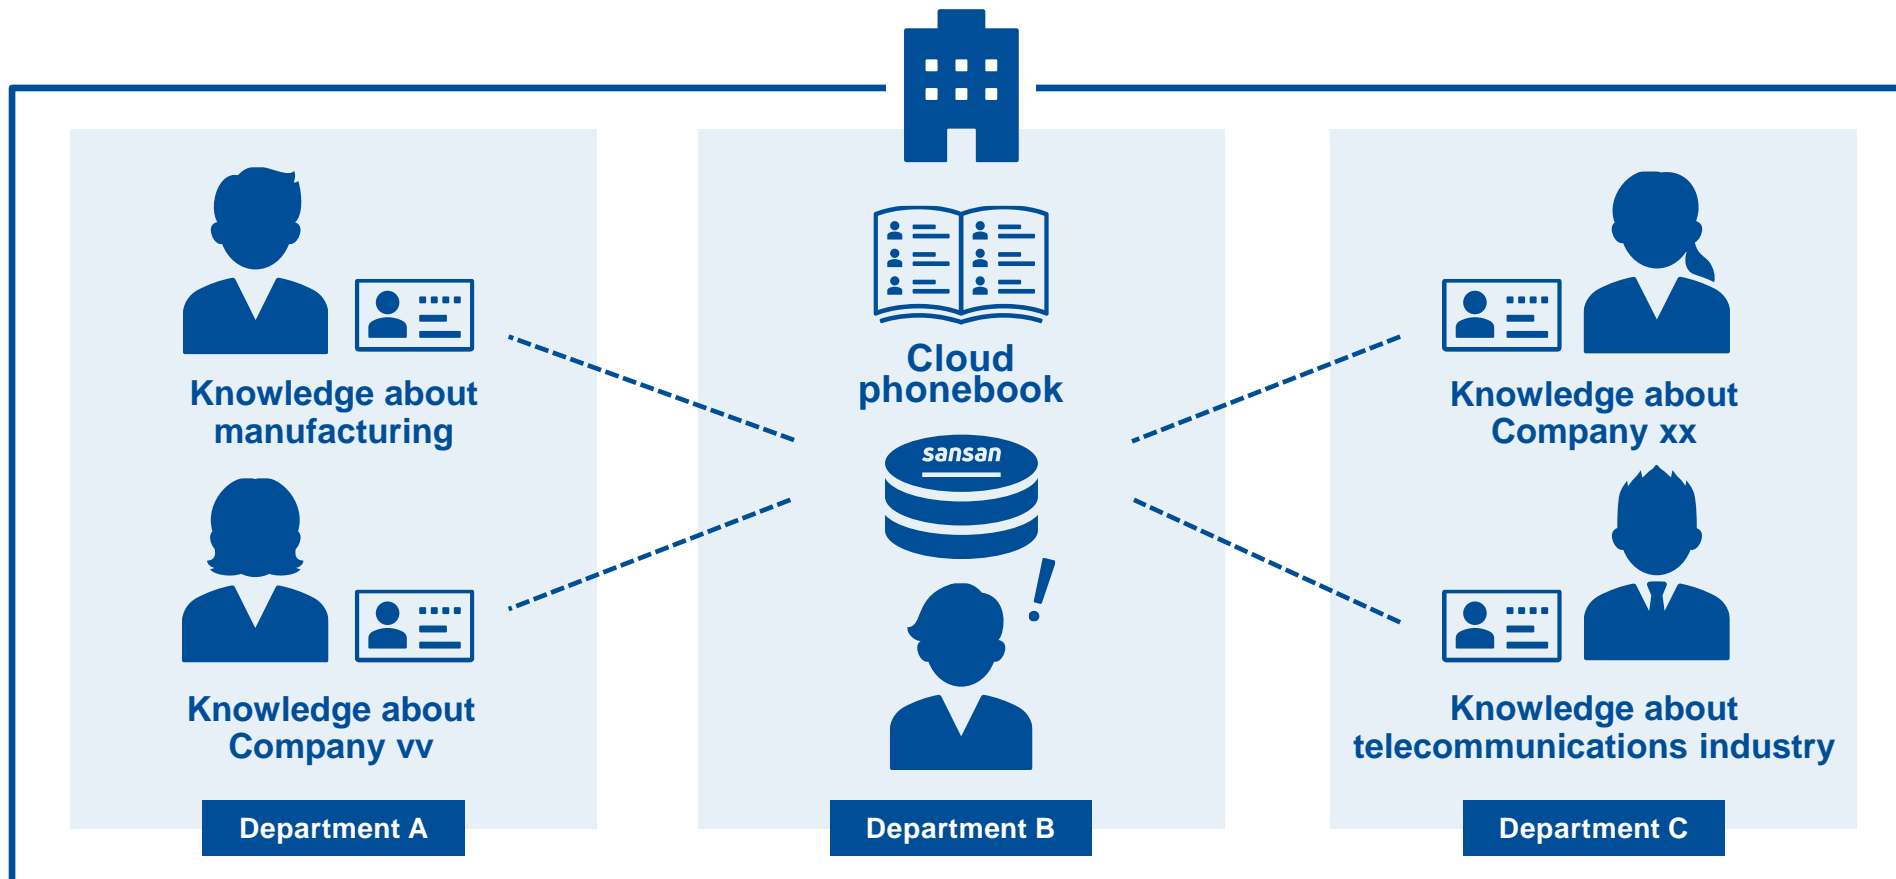 Knowledge about
manufacturing
Knowledge about
Company vv
Department A
Cloud
phonebook
sansan
Department B
Knowledge about
Company xx
Knowledge about
telecommunications industry
Department C